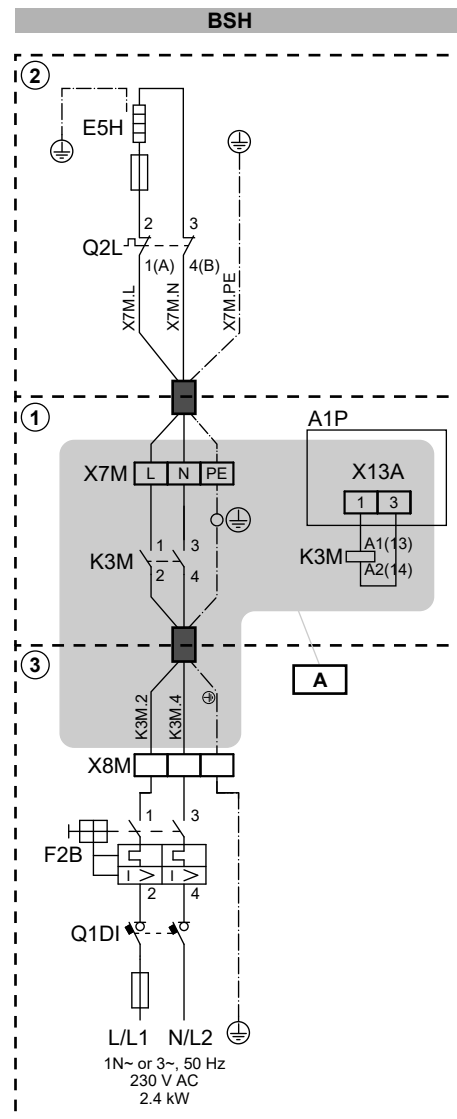 BSH
2
E5H
2 3
Q2L
1(A) 4(B)
X7M.L X7M.N X7M.PE
1
A1P
X7M L N PE
X13A
1 3
K3M 1 3
2 4
K3M A1(13)
A2(14)
3
A
K3M.2 K3M.4
X8M
1 3
F2B
I > I >
2 4
Q1DI
L/L1 N/L2
1N~ or 3~, 50 Hz
230 V AC
2.4 kW